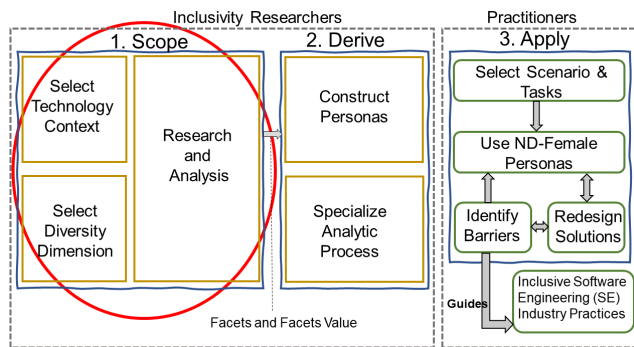 Inclusivity Researchers
Practitioners
1. Scope
2. Derive
3. Apply
Select
Technology
Context
Select
Diversity
Dimension
Research
and
Analysis
Construct
Personas
Specialize
Analytic
Process
Facets and Facets Value
Select Scenario &
Tasks
Use ND-Female
Personas
Identify
Barriers
Redesign
Solutions
Guides
Inclusive Software
Engineering (SE)
Industry Practices